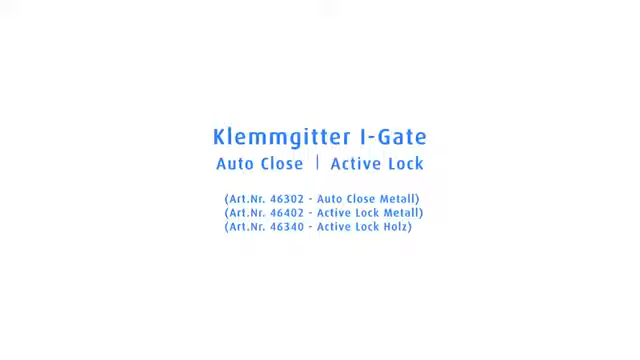 Klemmgitter I-Gate
Auto Close | Active Lock
(Art.Nr. 46302 - Auto Close Metall)
(Art.Nr. 46402 - Active Lock Metall)
(Art.Nr. 46340 - Active Lock Holz)